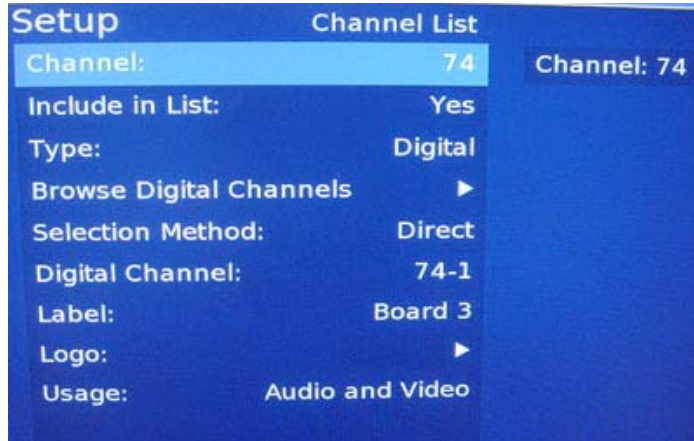 Setup Channel List
Channel: 74 Channel: 74
Include in List: Yes
Type: Digital
Browse Digital Channels ▶
Selection Method: Direct
Digital Channel: 74-1
Label: Board 3
Logo: ▶
Usage: Audio and Video